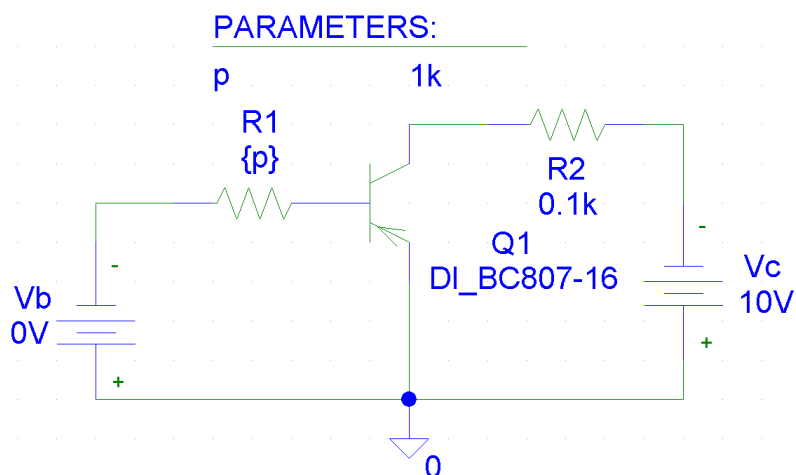 PARAMETERS:
p 1k
R1
{p}
R2
0.1k
Q1
DI_BC807-16
-
Vb
0V
+
-
Vc
10V
+
0